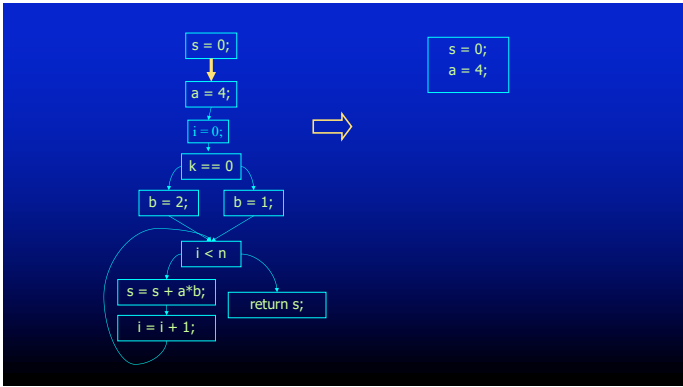 s = 0;
a = 4;
i = 0;
k == 0
b = 2;
b = 1;
i < n
s = s + a*b;
return s;
i = i + 1;
s = 0;
a = 4;